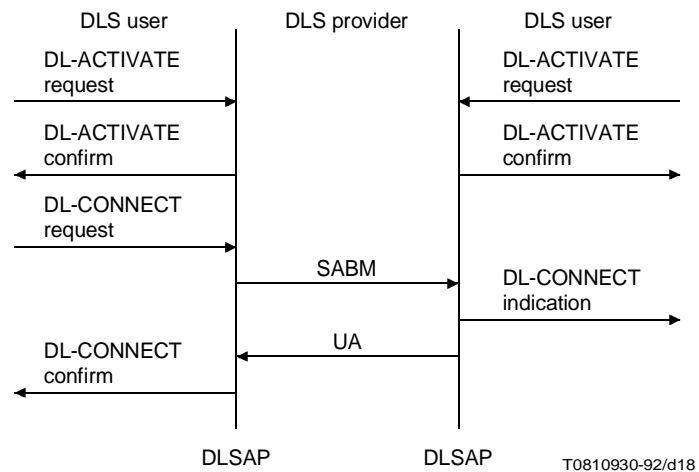 DLS user
DLS provider
DLS user
DL-ACTIVATE
request
DL-ACTIVATE
request
DL-ACTIVATE
confirm
DL-ACTIVATE
confirm
DL-CONNECT
request
SABM
DL-CONNECT
indication
UA
DL-CONNECT
confirm
DLSAP
DLSAP
T0810930-92/d18